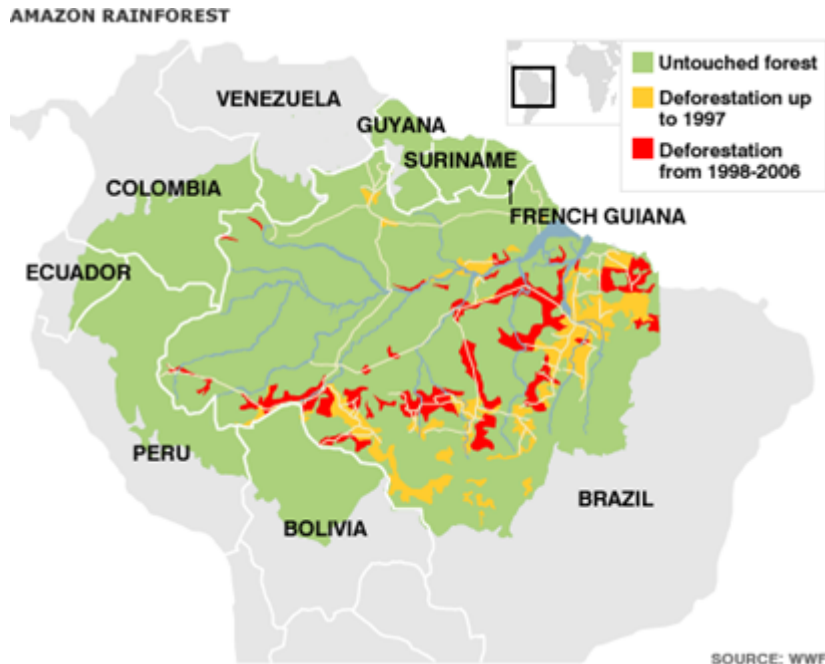 AMAZON RAINFOREST
Untouched forest
Deforestation up
to 1997
Deforestation
from 1998-2006
VENEZUELA
GUYANA
SURINAME
COLOMBIA
FRENCH GUIANA
ECUADOR
PERU
BRAZIL
BOLIVIA
SOURCE: WWF